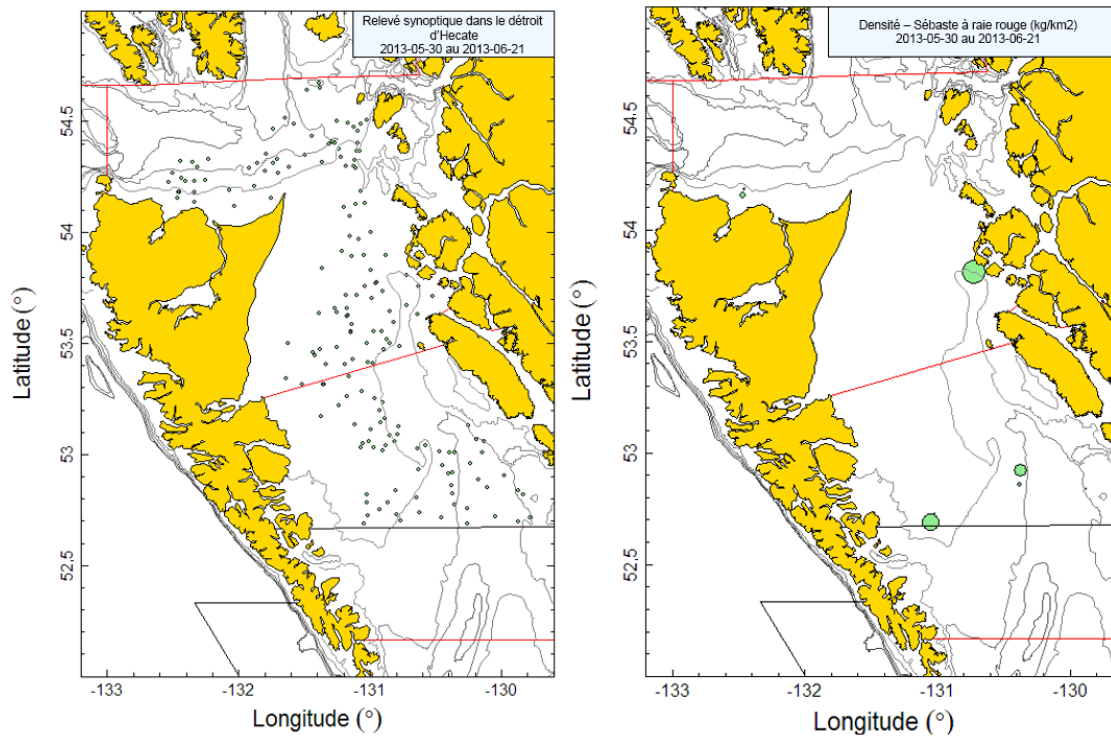 Relevé synoptique dans le détroit
d'Hecate
2013-05-30 au 2013-06-21
54.5
54
53.5
53
52.5
Latitude (°)
-133
-132
-131
-130
Longitude (°)
Densité – Sébaste à raie rouge (kg/km2)
2013-05-30 au 2013-06-21
54.5
54
53.5
53
52.5
Latitude (°)
-133
-132
-131
-130
Longitude (°)